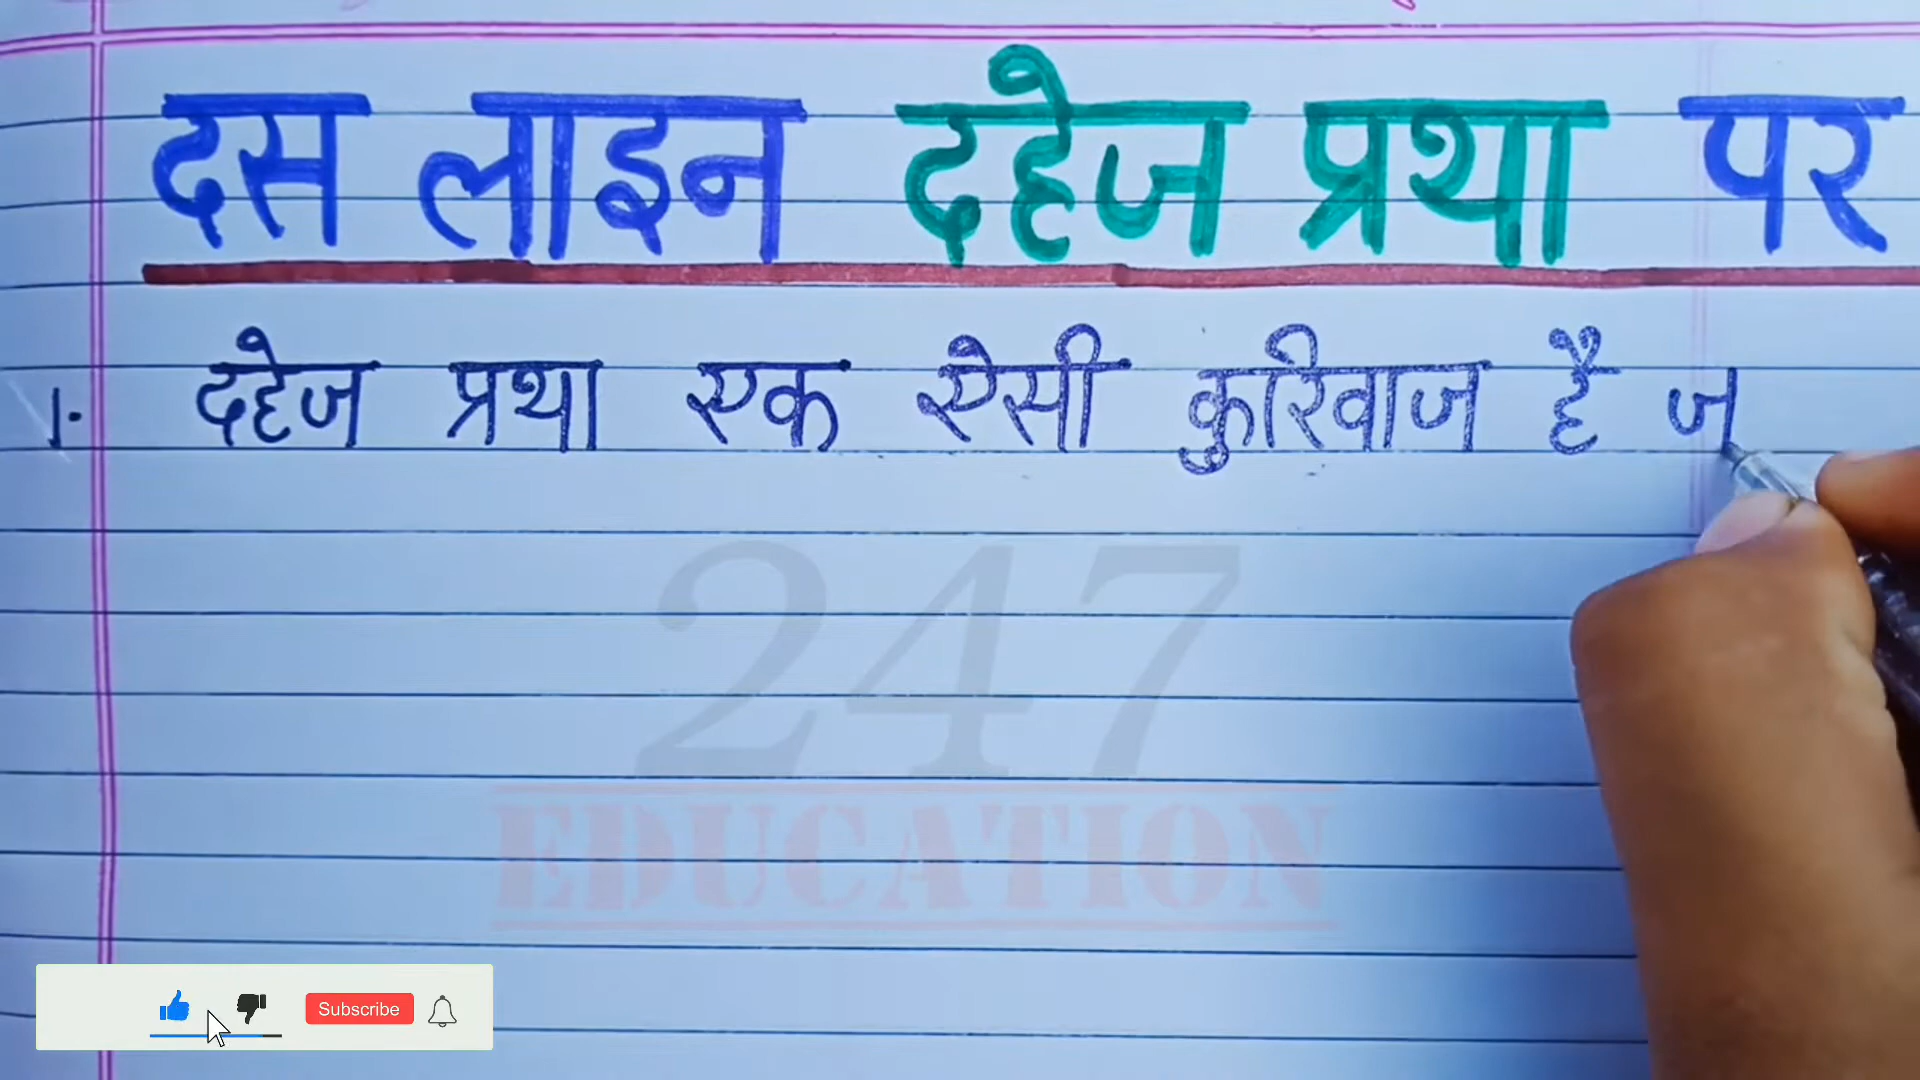 दस लाइन दहेज प्रथा पर
1. दहेज प्रथा एक ऐसी कुरिवाज है ज
247
EDUCATION
Subscribe